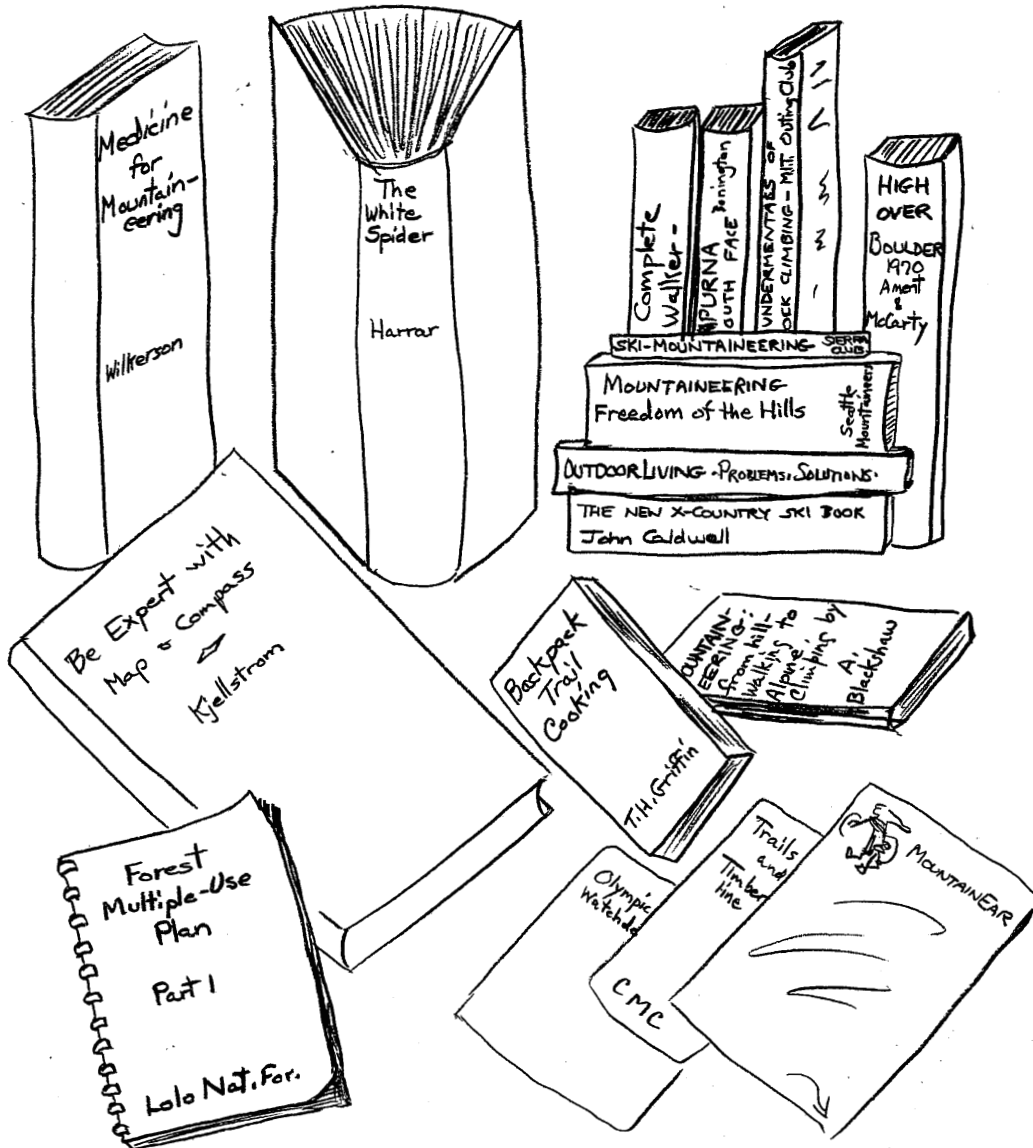 Medicine
for
Mountain-
eering
Wilkerson
The
White
Spider
Harrar
Complete
Walker-
APURNA
OUTH FACE Bonington
UNDERMENTALS OF
OCK CLIMBING - MIT. OUTING Club
HIGH
OVER
BOULDER
1970
Ament
&
McCarty
SKI-MOUNTAINEERING- SIERRA
CLUB
MOUNTAINEERING
Freedom of the Hills
Seattle
Mountaineers
OUTDOOR LIVING -PROBLEMS, SOLUTIONS-
THE NEW X-COUNTRY SKI BOOK
John Caldwell
Be Expert with
Map & Compass
Kjellstrom
Backpack
Trail
Cooking
T.H. Griffin
OUNTAIN-
EERING:
from hill-
Walking to
Alpine
Climbing by
A.
Blackshaw
Forest
Multiple-Use
Plan
Part 1
Lolo Nat. For.
Olympic
Watchdo
Trails
and
Timber
line
CMC
MOUNTAINEAR